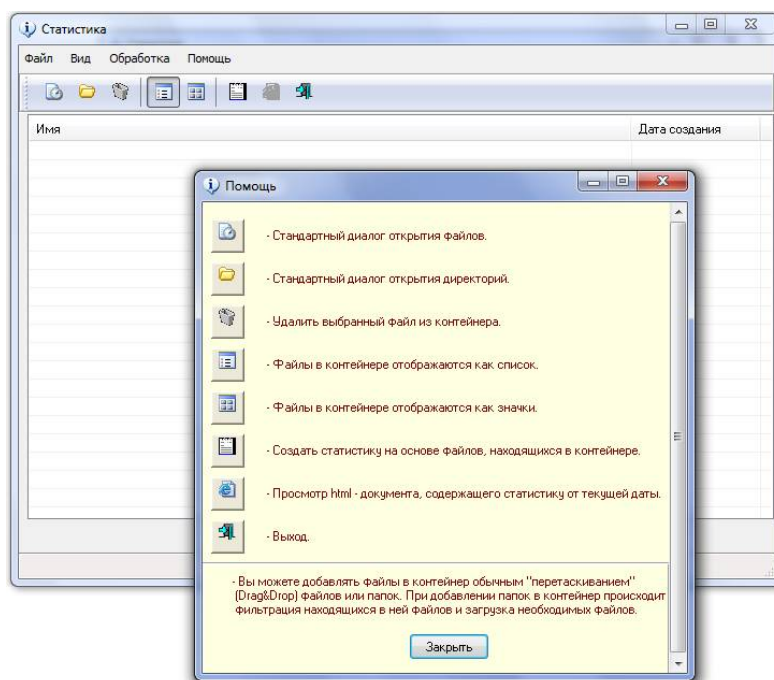 Статистика
Файл Вид Обработка Помощь
Имя Дата создания
Помощь
- Стандартный диалог открытия файлов.
- Стандартный диалог открытия директорий.
- Удалить выбранный файл из контейнера.
- Файлы в контейнере отображаются как список.
- Файлы в контейнере отображаются как значки.
- Создать статистику на основе файлов, находящихся в контейнере.
- Просмотр html - документа, содержащего статистику от текущей даты.
- Выход.
- Вы можете добавлять файлы в контейнер обычным "перетаскиванием"
(Drag&Drop) файлов или папок. При добавлении папок в контейнер происходит
фильтрация находящихся в ней файлов и загрузка необходимых файлов.
Закрыть